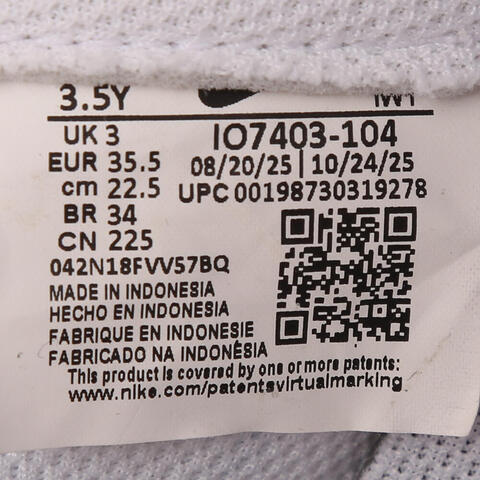 3.5Y
UK 3
EUR 35.5
cm 22.5
BR 34
CN 225
IO7403-104
08/20/25 | 10/24/25
UPC 00198730319278
042N18FVV57BQ
MADE IN INDONESIA
HECHO EN INDONESIA
FABRIQUE EN INDONESIE
FABRICADO NA INDONÉSIA
This product is covered by one or more patents:
www.nike.com/patentsvirtualmarking